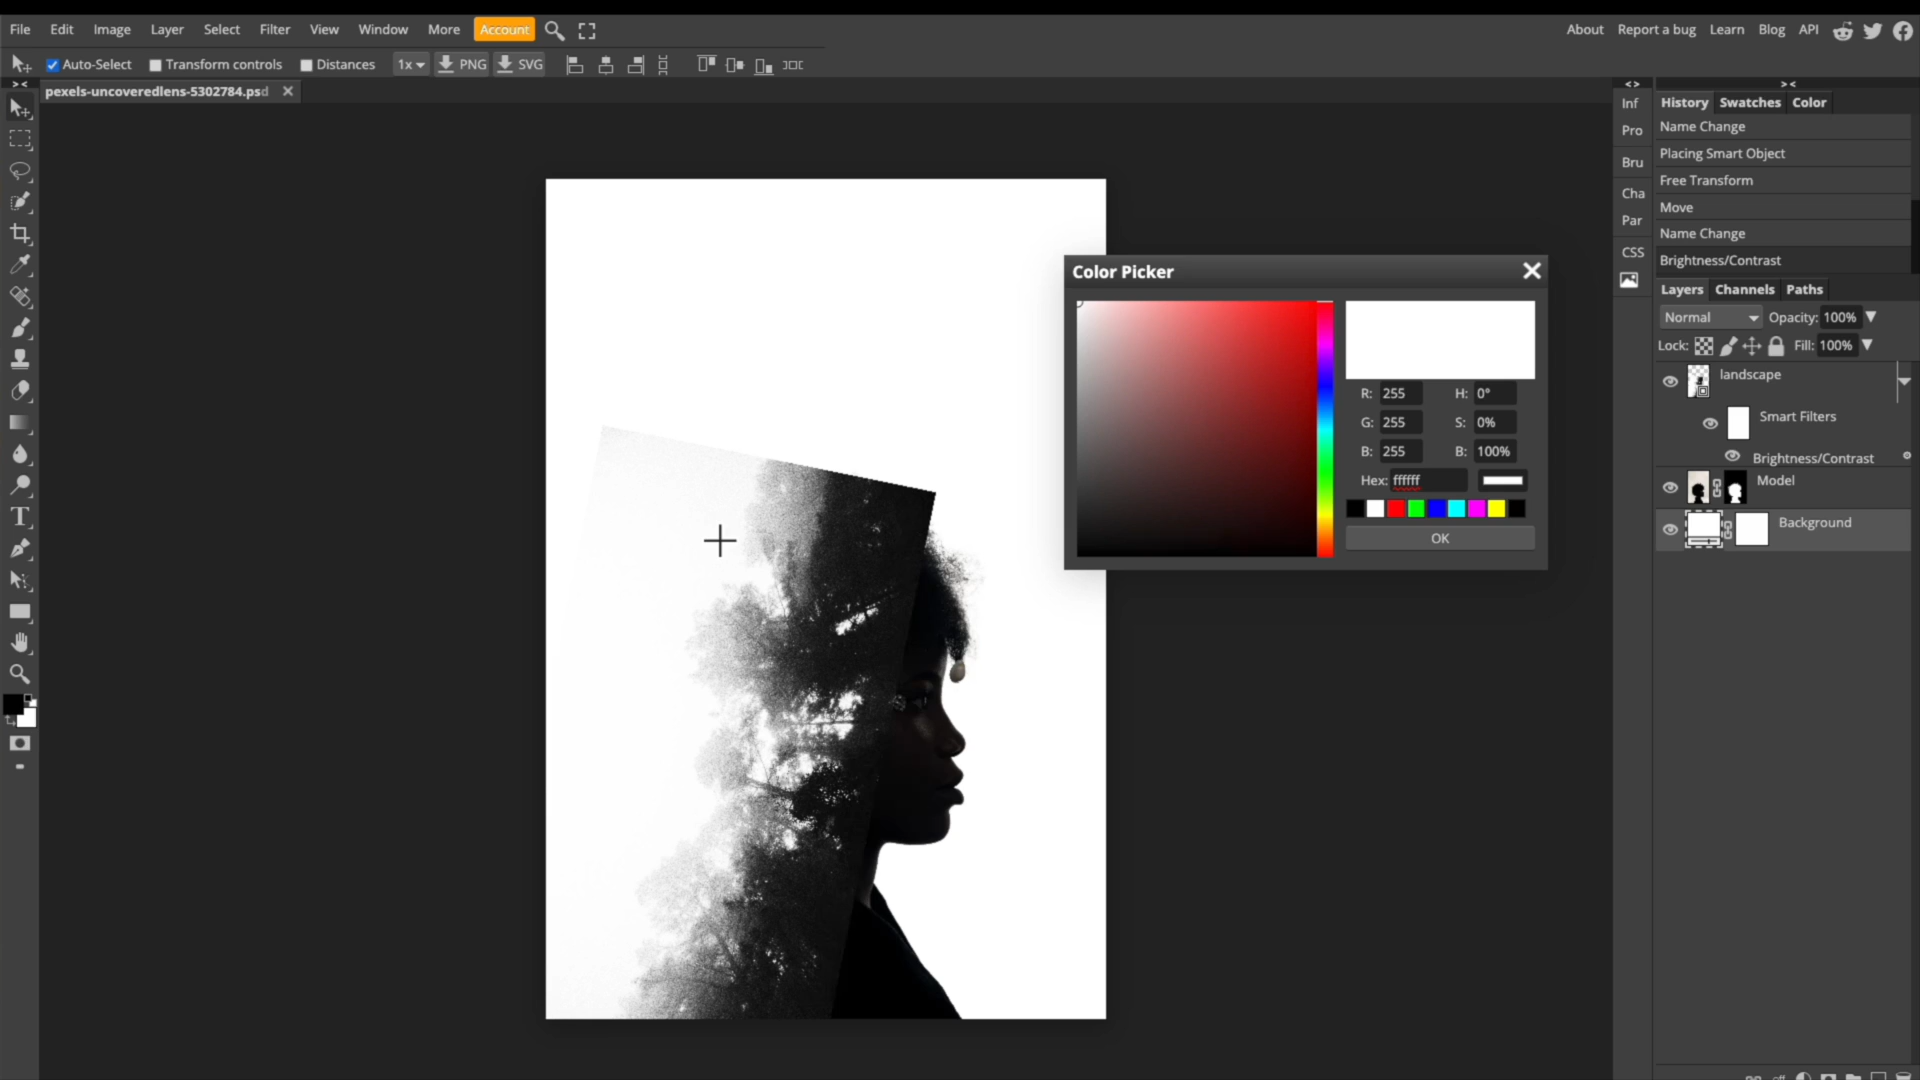 File Edit Image Layer Select Filter View Window More Account About Report a bug Learn Blog API
Auto-Select Transform controls Distances 1x PNG SVG
pexels-uncoveredlens-5302784.psd
Inf
Pro
Bru
Cha
Par
CSS
History Swatches Color
Name Change
Placing Smart Object
Free Transform
Move
Name Change
Brightness/Contrast
Layers Channels Paths
Normal Opacity: 100%
Lock: Fill: 100%
landscape
Smart Filters
Brightness/Contrast
Model
Background
Color Picker
R: 255 H: 0°
G: 255 S: 0%
B: 255 B: 100%
Hex: ffffff
OK